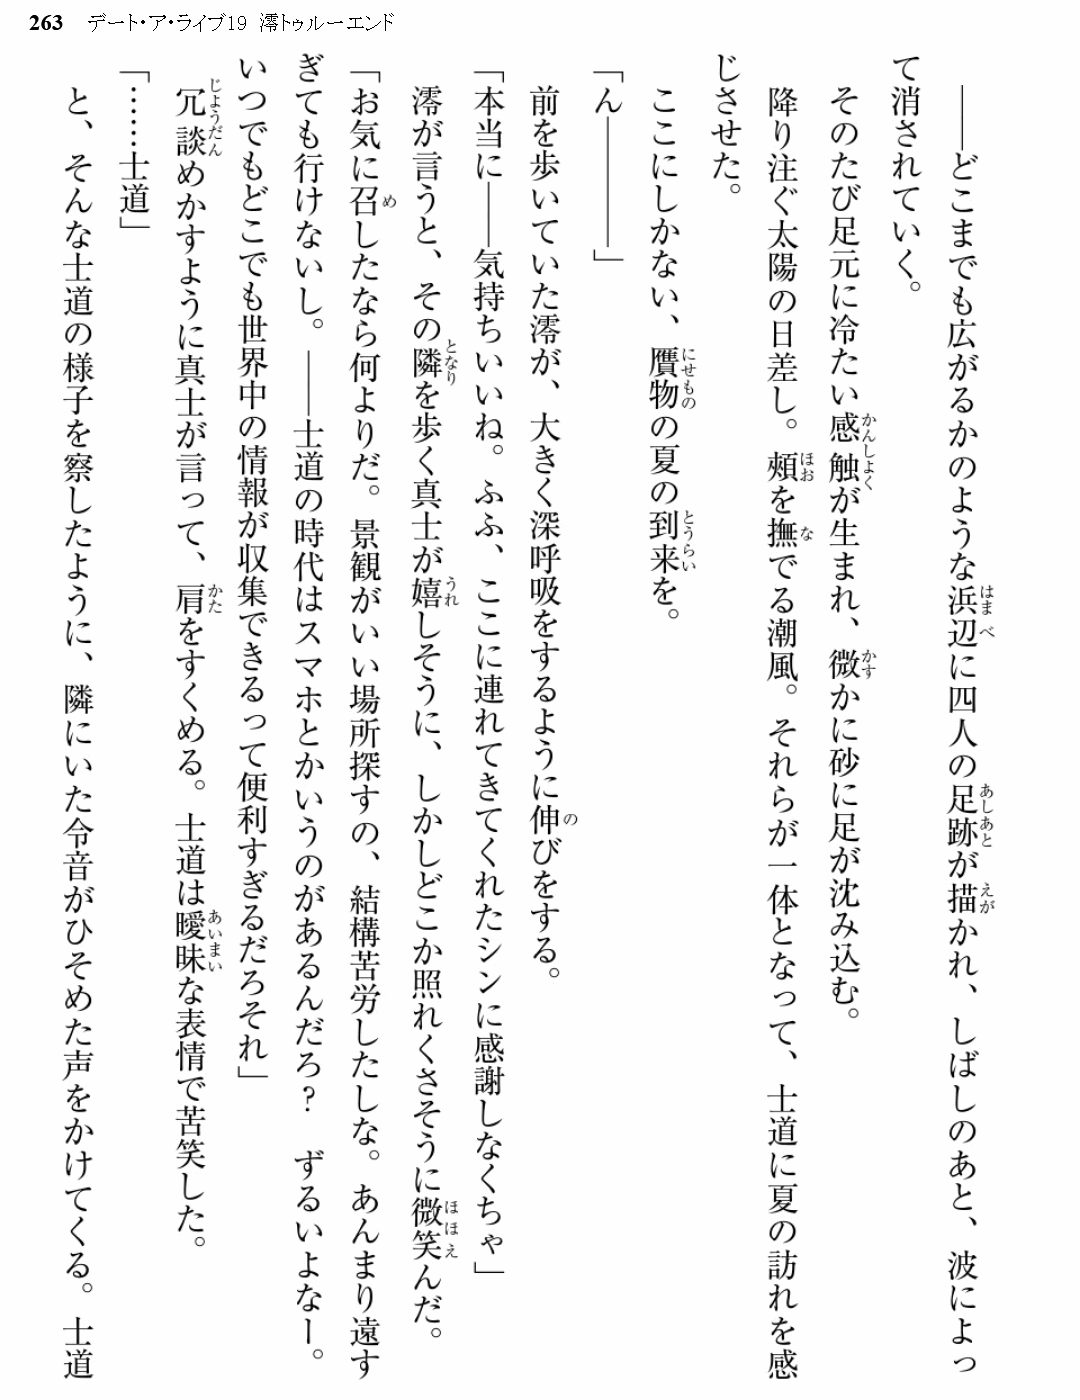 263 デート・ア・ライブ19 澪トゥルーエンド
――どこまでも広がるかのような浜辺に四人の足跡が描かれ、しばしのあと、波によっ
て消されていく。
そのたび足元に冷たい感触が生まれ、微かに砂に足が沈み込む。
降り注ぐ太陽の日差し。頰を撫でる潮風。それらが一体となって、士道に夏の訪れを感
じさせた。
ここにしかない、贋物の夏の到来を。
「ん――――」
前を歩いていた澪が、大きく深呼吸をするように伸びをする。
「本当に――気持ちいいね。ふふ、ここに連れてきてくれたシンに感謝しなくちゃ」
澪が言うと、その隣を歩く真士が嬉しそうに、しかしどこか照れくさそうに微笑んだ。
「お気に召したなら何よりだ。景観がいい場所探すの、結構苦労したしな。あんまり遠す
ぎても行けないし。――士道の時代はスマホとかいうのがあるんだろ? ずるいよなー。
いつでもどこでも世界中の情報が収集できるって便利すぎるだろそれ」
冗談めかすように真士が言って、肩をすくめる。士道は曖昧な表情で苦笑した。
「……士道」
と、そんな士道の様子を察したように、隣にいた令音がひそめた声をかけてくる。士道